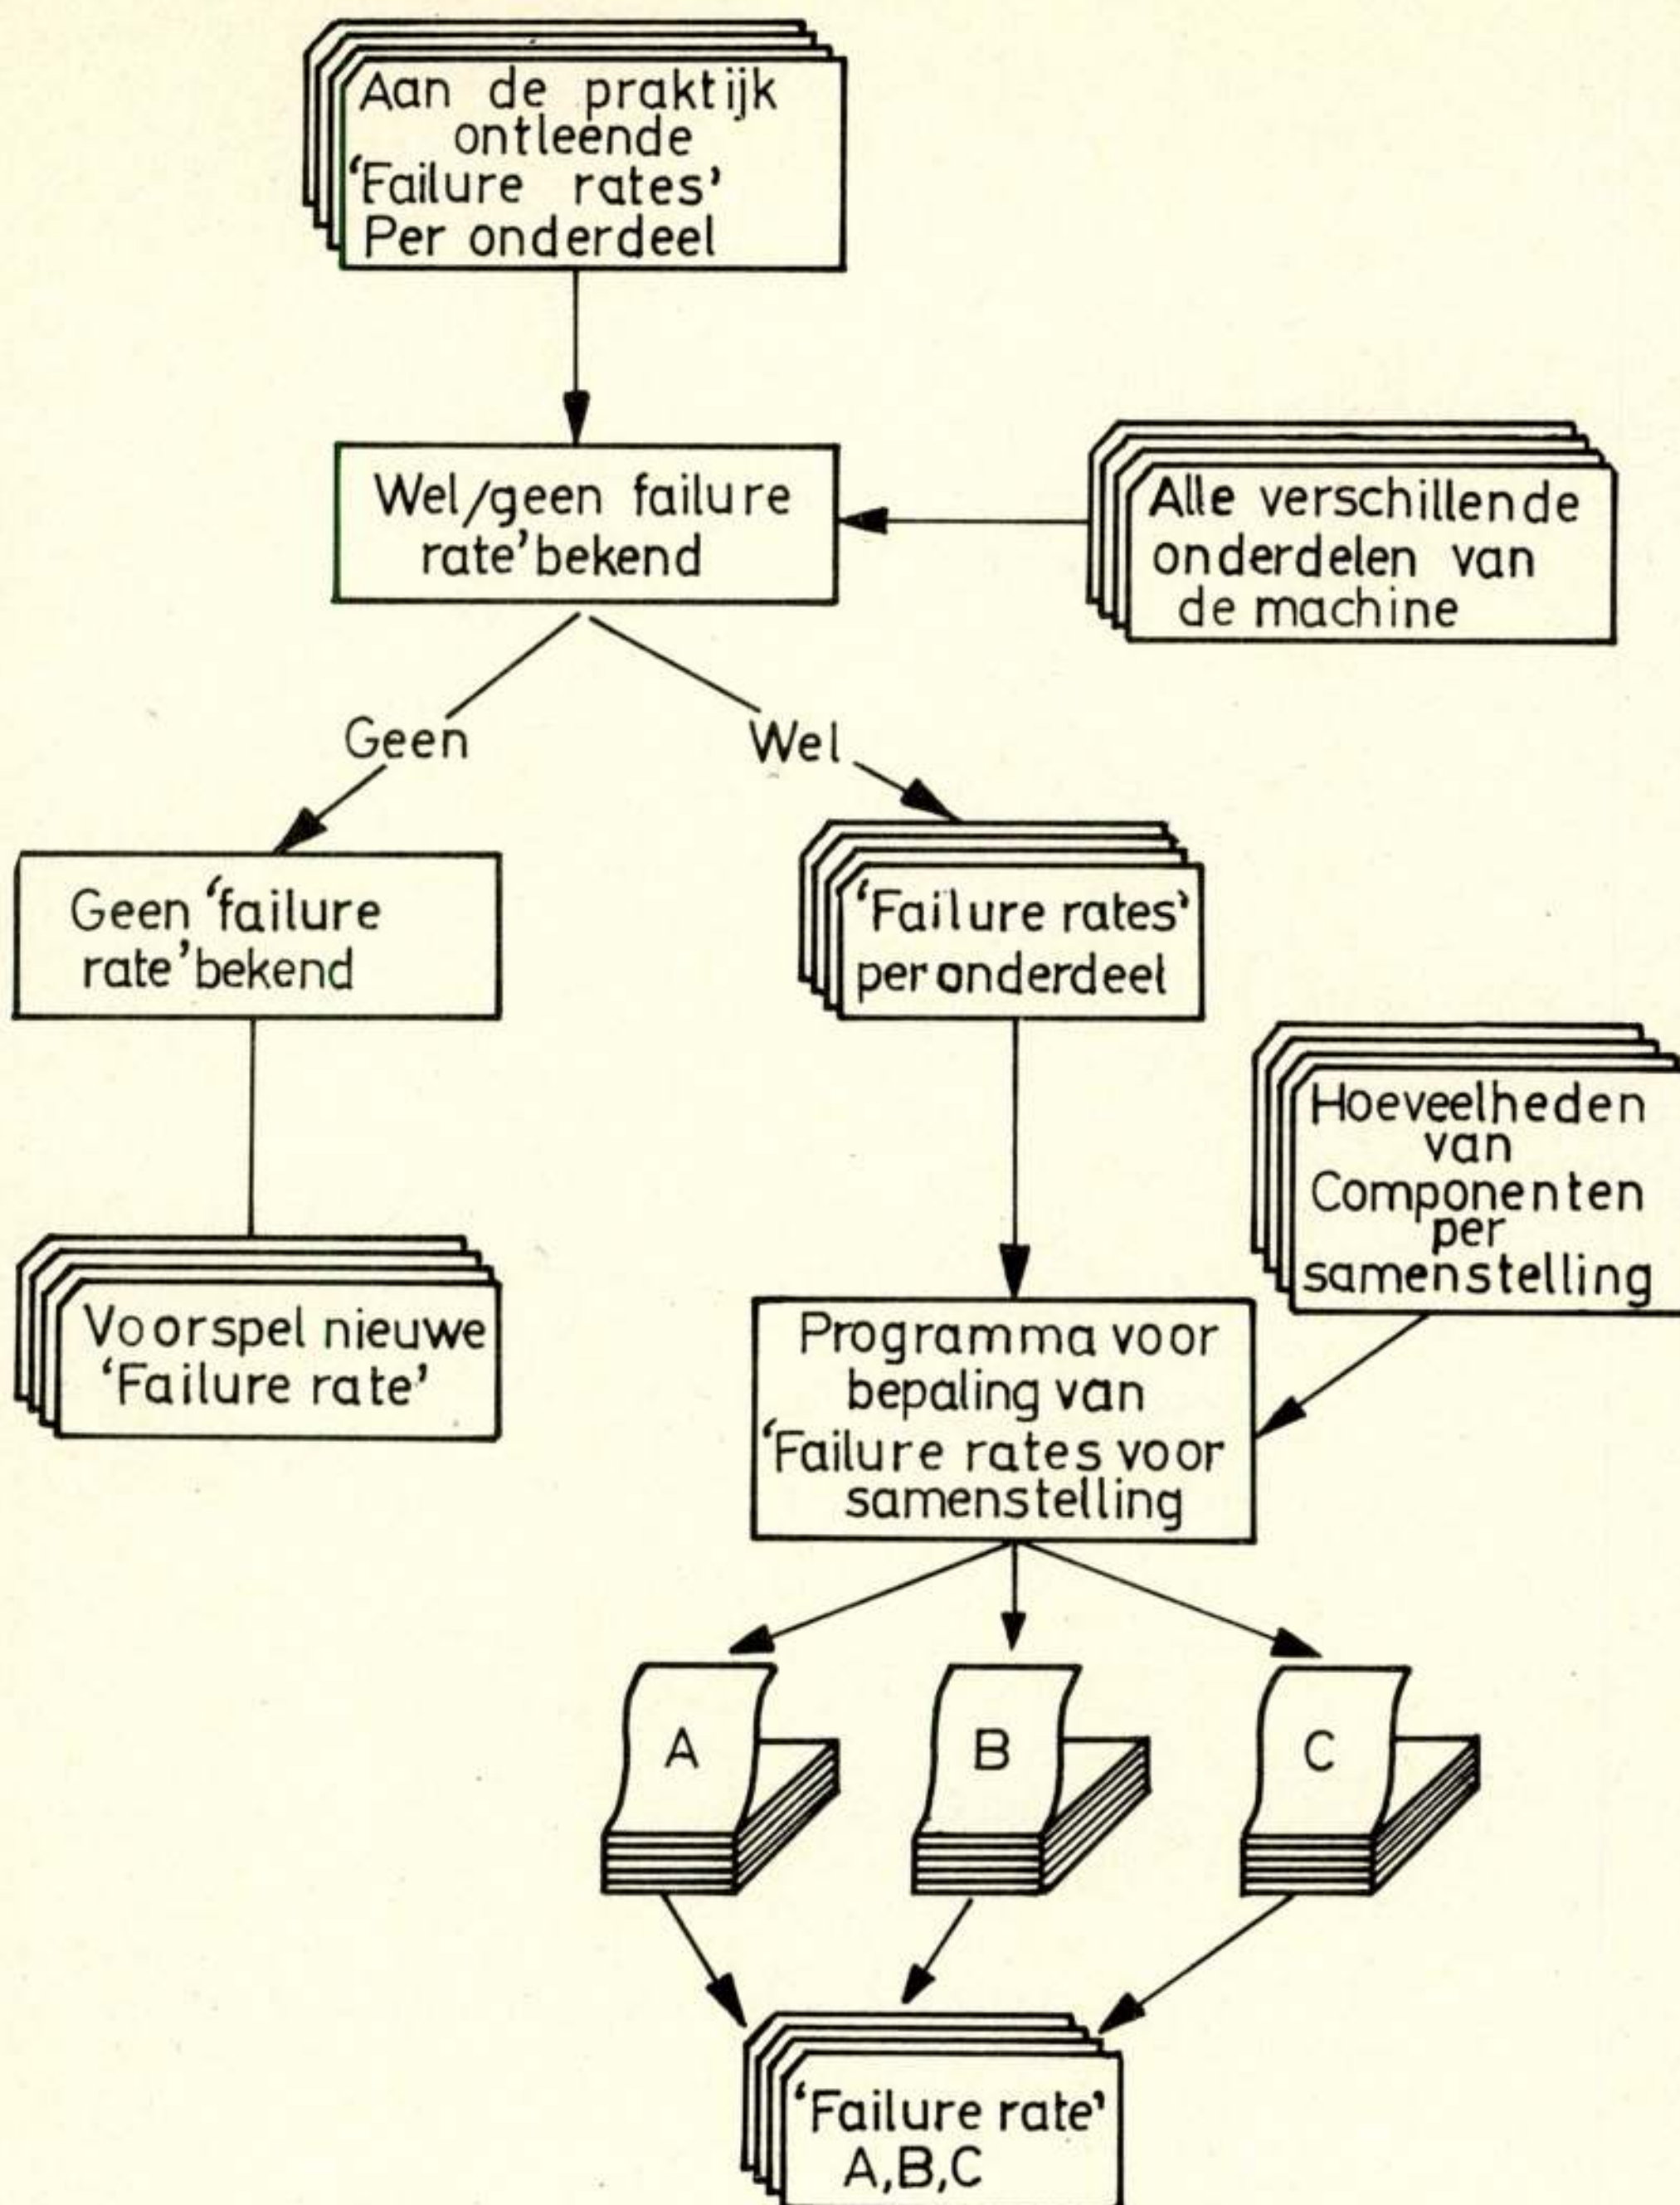 Aan de praktijk
ontleende
‘Failure rates’
Per onderdeel
Wel/geen failure
rate’ bekend
Alle verschillende
onderdelen van
de machine
Geen
Wel
Geen ‘failure
rate’ bekend
‘Failure rates’
per onderdeel
Hoeveelheden
van
Componenten
per
samenstelling
Voorspel nieuwe
‘Failure rate’
Programma voor
bepaling van
‘Failure rates voor
samenstelling
A
B
C
‘Failure rate’
A,B,C